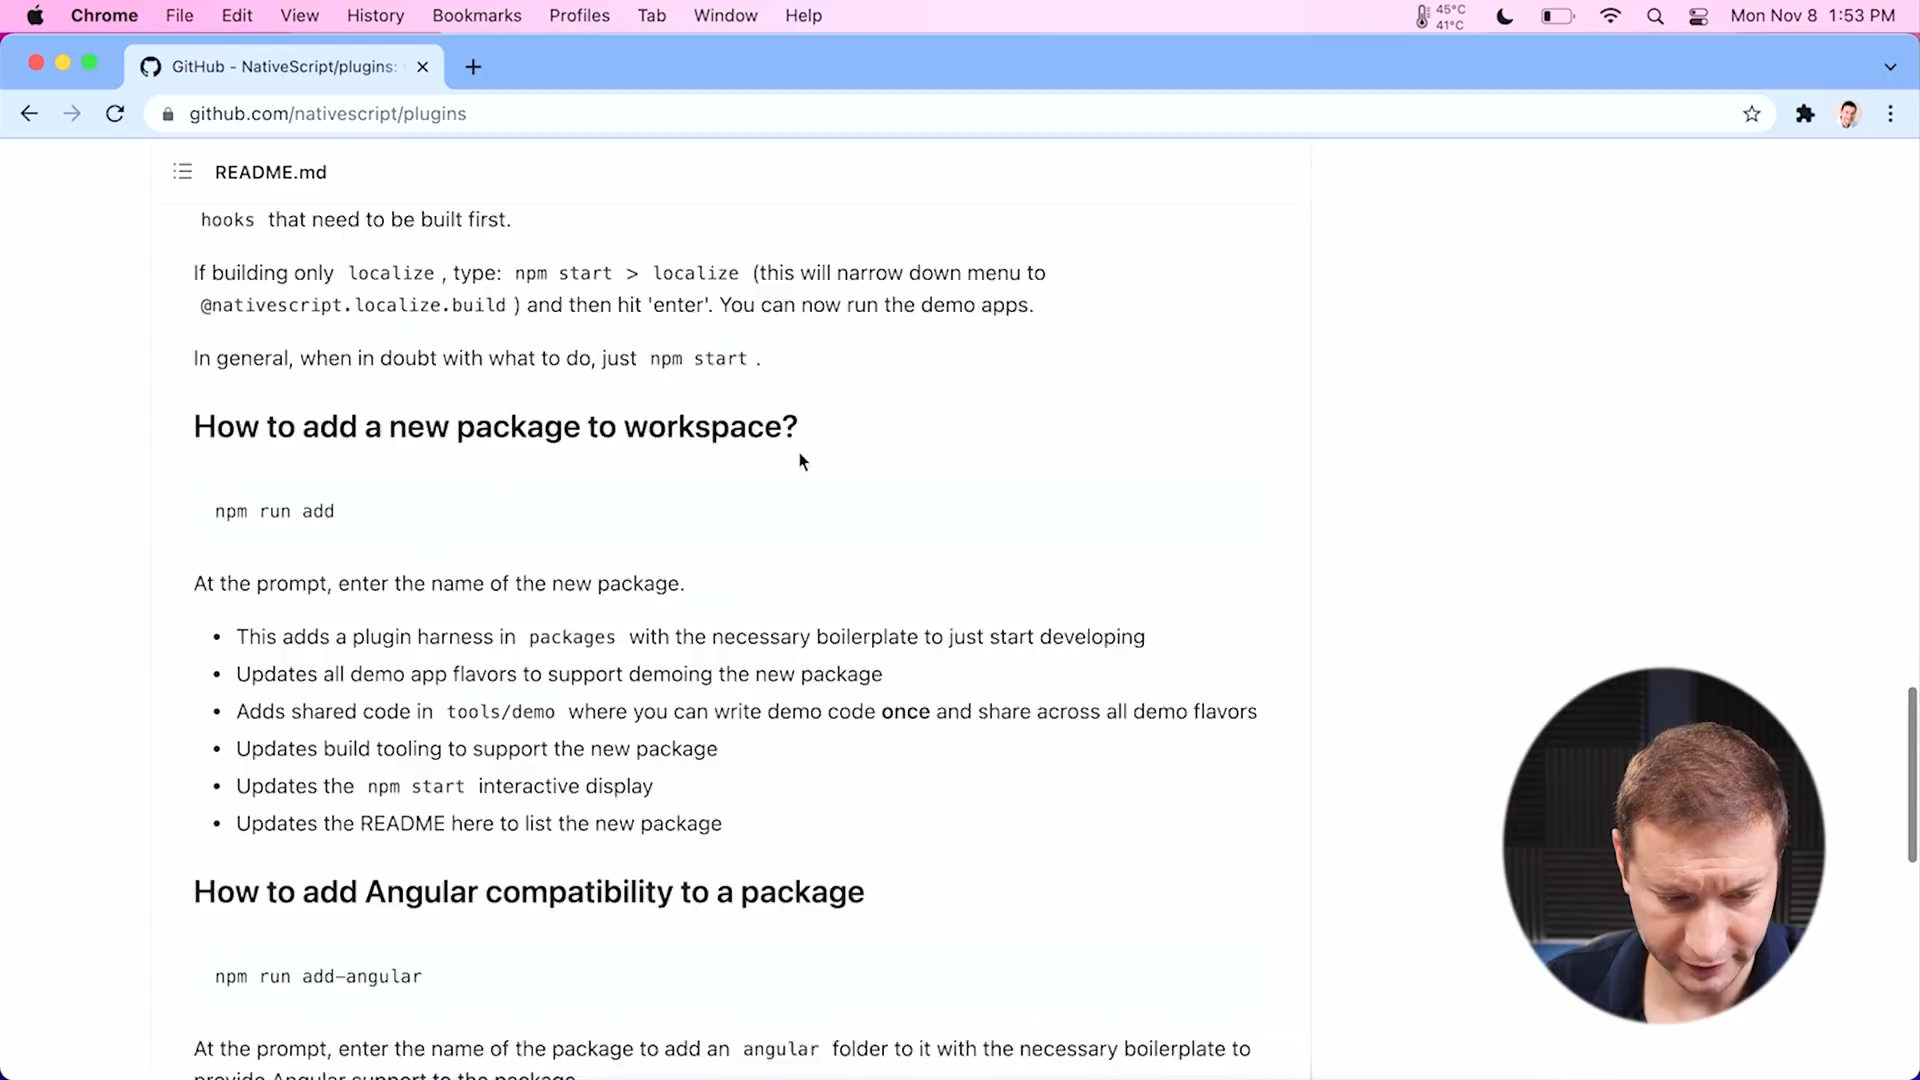 Chrome File Edit View History Bookmarks Profiles Tab Window Help 45°C 41°C Mon Nov 8 1:53 PM
GitHub - NativeScript/plugins:
github.com/nativescript/plugins
README.md
hooks that need to be built first.
If building only localize , type: npm start > localize (this will narrow down menu to
@nativescript.localize.build ) and then hit 'enter'. You can now run the demo apps.
In general, when in doubt with what to do, just npm start .
How to add a new package to workspace?
npm run add
At the prompt, enter the name of the new package.
• This adds a plugin harness in packages with the necessary boilerplate to just start developing
• Updates all demo app flavors to support demoing the new package
• Adds shared code in tools/demo where you can write demo code once and share across all demo flavors
• Updates build tooling to support the new package
• Updates the npm start interactive display
• Updates the README here to list the new package
How to add Angular compatibility to a package
npm run add-angular
At the prompt, enter the name of the package to add an angular folder to it with the necessary boilerplate to
provide Angular support to the package.